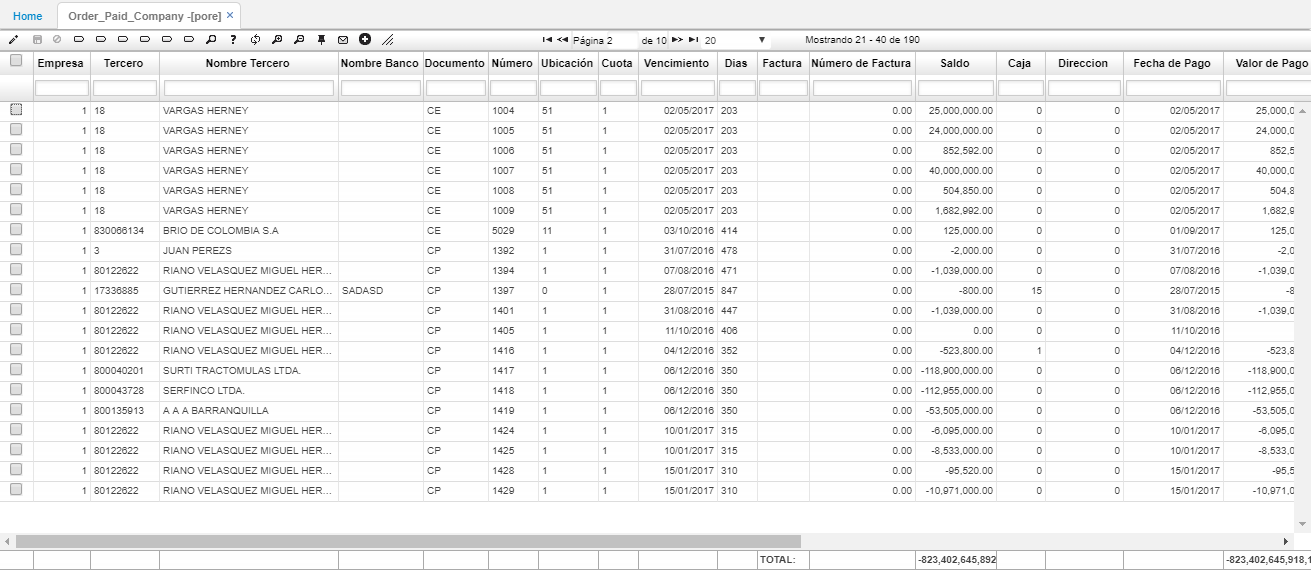 Home Order_Paid_Company -[pore] ×
Página 2 de 10 20 Mostrando 21 - 40 de 190
Empresa Tercero Nombre Tercero Nombre Banco Documento Número Ubicación Cuota Vencimiento Dias Factura Número de Factura Saldo Caja Direccion Fecha de Pago Valor de Pago
1 18 VARGAS HERNEY CE 1004 51 1 02/05/2017 203 0.00 25,000,000.00 0 0 02/05/2017 25,000,0
1 18 VARGAS HERNEY CE 1005 51 1 02/05/2017 203 0.00 24,000,000.00 0 0 02/05/2017 24,000,0
1 18 VARGAS HERNEY CE 1006 51 1 02/05/2017 203 0.00 852,592.00 0 0 02/05/2017 852,5
1 18 VARGAS HERNEY CE 1007 51 1 02/05/2017 203 0.00 40,000,000.00 0 0 02/05/2017 40,000,0
1 18 VARGAS HERNEY CE 1008 51 1 02/05/2017 203 0.00 504,850.00 0 0 02/05/2017 504,8
1 18 VARGAS HERNEY CE 1009 51 1 02/05/2017 203 0.00 1,682,992.00 0 0 02/05/2017 1,682,9
1 830066134 BRIO DE COLOMBIA S.A CE 5029 11 1 03/10/2016 414 0.00 125,000.00 0 0 01/09/2017 125,0
1 3 JUAN PEREZS CP 1392 1 1 31/07/2016 478 0.00 -2,000.00 0 0 31/07/2016 -2,0
1 80122622 RIANO VELASQUEZ MIGUEL HER... CP 1394 1 1 07/08/2016 471 0.00 -1,039,000.00 0 0 07/08/2016 -1,039,0
1 17336885 GUTIERREZ HERNANDEZ CARLO... SADASD CP 1397 0 1 28/07/2015 847 0.00 -800.00 15 0 28/07/2015 -8
1 80122622 RIANO VELASQUEZ MIGUEL HER... CP 1401 1 1 31/08/2016 447 0.00 -1,039,000.00 0 0 31/08/2016 -1,039,0
1 80122622 RIANO VELASQUEZ MIGUEL HER... CP 1405 1 1 11/10/2016 406 0.00 0.00 0 0 11/10/2016
1 80122622 RIANO VELASQUEZ MIGUEL HER... CP 1416 1 1 04/12/2016 352 0.00 -523,800.00 1 0 04/12/2016 -523,8
1 800040201 SURTI TRACTOMULAS LTDA. CP 1417 1 1 06/12/2016 350 0.00 -118,900,000.00 0 0 06/12/2016 -118,900,0
1 800043728 SERFINCO LTDA. CP 1418 1 1 06/12/2016 350 0.00 -112,955,000.00 0 0 06/12/2016 -112,955,0
1 800135913 A A A BARRANQUILLA CP 1419 1 1 06/12/2016 350 0.00 -53,505,000.00 0 0 06/12/2016 -53,505,0
1 80122622 RIANO VELASQUEZ MIGUEL HER... CP 1424 1 1 10/01/2017 315 0.00 -6,095,000.00 0 0 10/01/2017 -6,095,0
1 80122622 RIANO VELASQUEZ MIGUEL HER... CP 1425 1 1 10/01/2017 315 0.00 -8,533,000.00 0 0 10/01/2017 -8,533,0
1 80122622 RIANO VELASQUEZ MIGUEL HER... CP 1428 1 1 15/01/2017 310 0.00 -95,520.00 0 0 15/01/2017 -95,5
1 80122622 RIANO VELASQUEZ MIGUEL HER... CP 1429 1 1 15/01/2017 310 0.00 -10,971,000.00 0 0 15/01/2017 -10,971,0
TOTAL: -823,402,645,892 -823,402,645,918,1